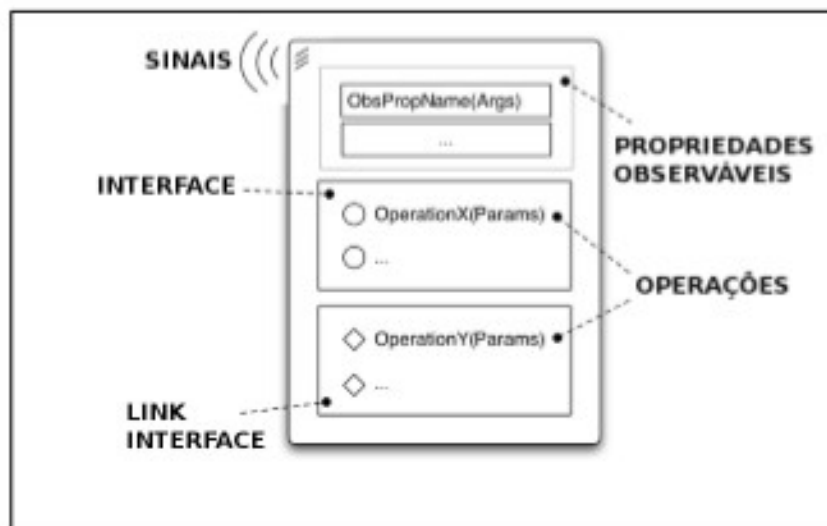 SINAIS
ObsPropName(Args)
...
PROPRIEDADES
OBSERVÁVEIS
INTERFACE
OperationX(Params)
...
OPERAÇÕES
OperationY(Params)
...
LINK
INTERFACE